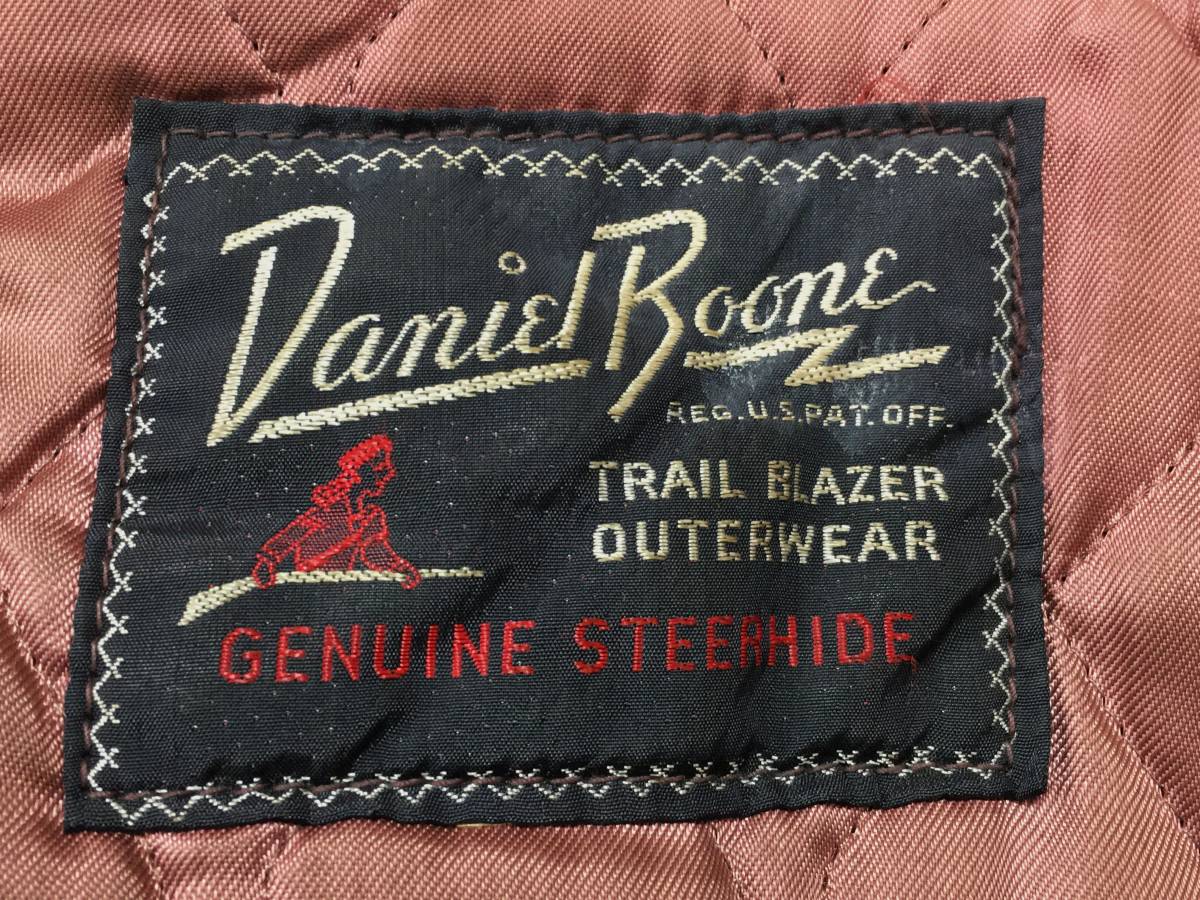 Daniel Boone
REG. U.S. PAT. OFF.
TRAIL BLAZER
OUTERWEAR
GENUINE STEERHIDE